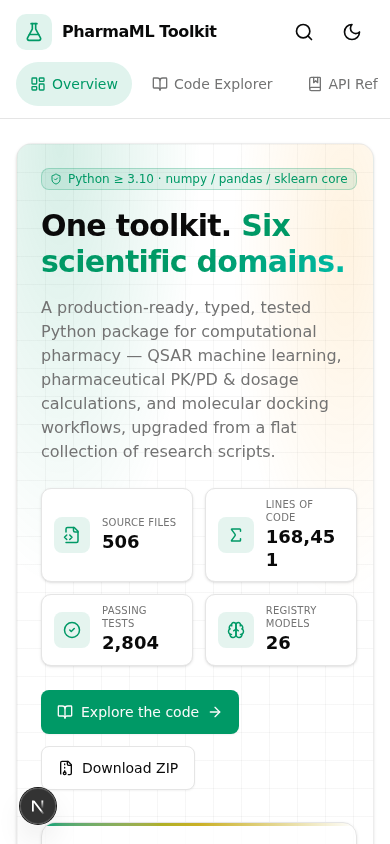 PharmaML Toolkit
Overview
Code Explorer
API Ref
Python ≥ 3.10 · numpy / pandas / sklearn core
One toolkit. Six
scientific domains.
A production-ready, typed, tested
Python package for computational
pharmacy — QSAR machine learning,
pharmaceutical PK/PD & dosage
calculations, and molecular docking
workflows, upgraded from a flat
collection of research scripts.
SOURCE FILES
506
LINES OF
CODE
168,45
1
PASSING
TESTS
2,804
REGISTRY
MODELS
26
Explore the code
Download ZIP
N